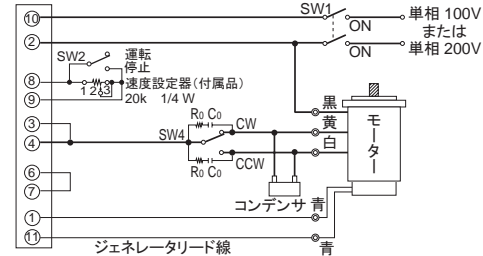 ⑩
SW1
ON
単相 100V
または
②
ON
単相 200V
SW2
運転
停止
⑧
1 2 3
速度設定器(付属品)
⑨
20k 1/4 W
黒
黄
白
モーター
③
④
R0 C0
CW
SW4
CCW
R0 C0
⑥
⑦
コンデンサ
青
①
⑪
ジェネレータリード線
青